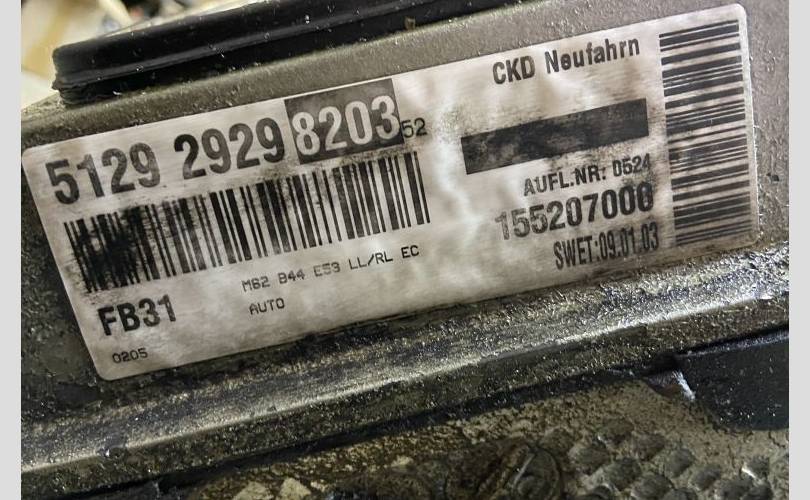 CKD Neufahrn
5129 2929 8203 52
AUFL.NR: 0524
155207000
SWET:09.01.03
M62 B44 E53 LL/RL EC
AUTO
FB31
0205